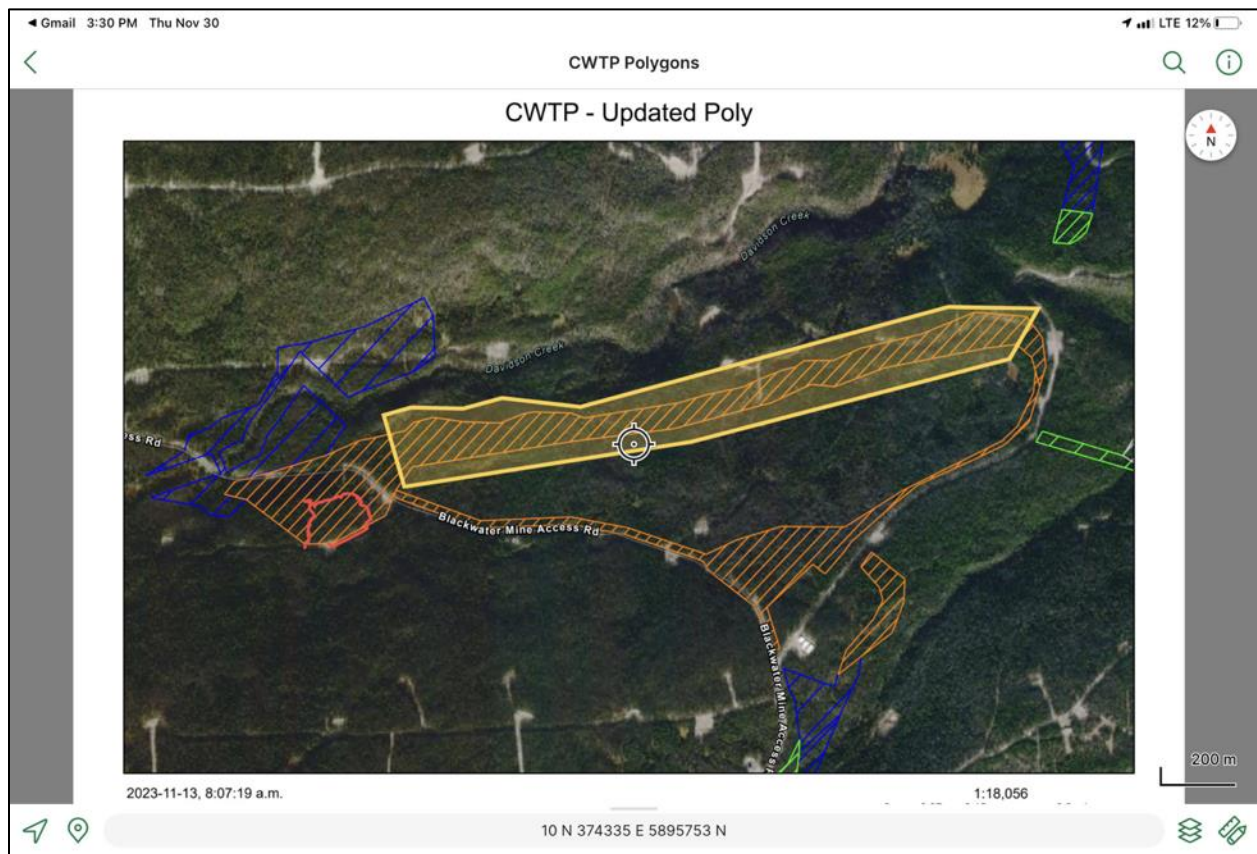 Gmail 3:30 PM Thu Nov 30
LTE 12%
CWTP Polygons
CWTP - Updated Poly
N
Davidson Creek
Davidson Creek
ss Rd
Blackwater Mine Access Rd
Blackwater Mine Access
200 m
2023-11-13, 8:07:19 a.m.
1:18,056
10 N 374335 E 5895753 N